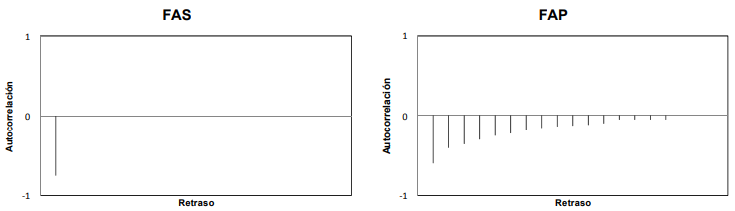 FAS
1
0
-1
Autocorrelación
Retraso
FAP
1
0
-1
Autocorrelación
Retraso